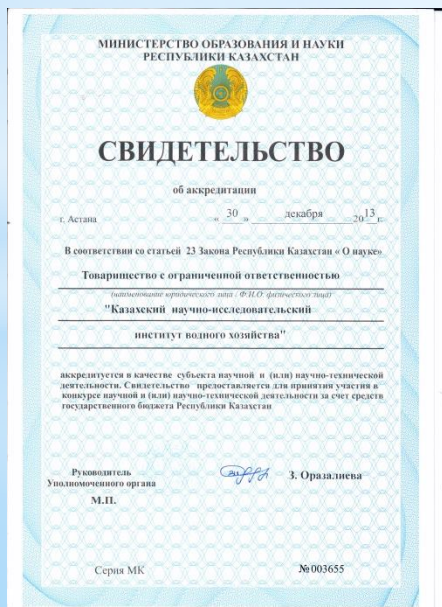 МИНИСТЕРСТВО ОБРАЗОВАНИЯ И НАУКИ
РЕСПУБЛИКИ КАЗАХСТАН
СВИДЕТЕЛЬСТВО
об аккредитации
г. Астана « 30 » декабря 2013 г.
В соответствии со статьей 23 Закона Республики Казахстан « О науке»
Товарищество с ограниченной ответственностью
(наименование юридического лица / Ф.И.О. физического лица)
"Казахский научно-исследовательский
институт водного хозяйства"
аккредитуется в качестве субъекта научной и (или) научно-технической
деятельности. Свидетельство предоставляется для принятия участия в
конкурсе научной и (или) научно-технической деятельности за счет средств
государственного бюджета Республики Казахстан
Руководитель
Уполномоченного органа З. Оразалиева
М.П.
Серия МК №003655